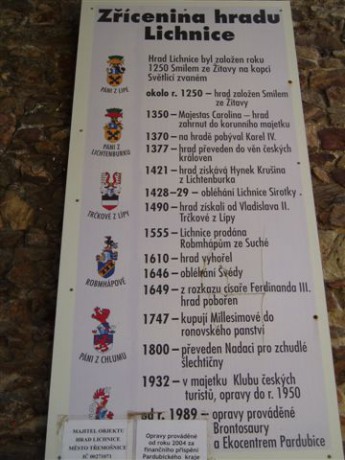 Zřícenina hradu
Lichnice
Hrad Lichnice byl založen roku
1250 Smilem ze Žitavy na kopci
Světlící zvaném
PÁNI Z LIPÉ
okolo r. 1250 – hrad založen Smilem
ze Žitavy
1350 – Majestas Carolina – hrad
zahrnut do korunního majetku
PÁNI Z
LICHTENBURKA
1370 – na hradě pobýval Karel IV.
1377 – hrad převeden do věn českých
královen
1421 – hrad získává Hynek Krušina
z Lichtenburka
1428–29 – obléhání Lichnice Sirotky
TRČKOVÉ Z LÍPY
1490 – hrad získali od Vladislava II.
Trčkové z Lípy
1555 – Lichnice prodána
Robmhápům ze Suché
ROBMHÁPOVÉ
1610 – hrad vyhořel
1646 – obléhání Švédy
1649 – z rozkazu císaře Ferdinanda III.
hrad pobořen
PÁNI Z CHLUMU
1747 – kupují Millesimové do
ronovského panství
1800 – převeden Nadací pro zchudlé
šlechtičny
1932 – v majetku Klubu českých
turistů, opravy do r. 1950
od r. 1989 – opravy prováděné
Brontosaury
a Ekocentrem Pardubice
MAJITEL OBJEKTU
HRAD LICHNICE
MĚSTO TŘEMOŠNICE
IČ 00271071
Opravy prováděné
od roku 2004 za
finančního přispění
Pardubického kraje